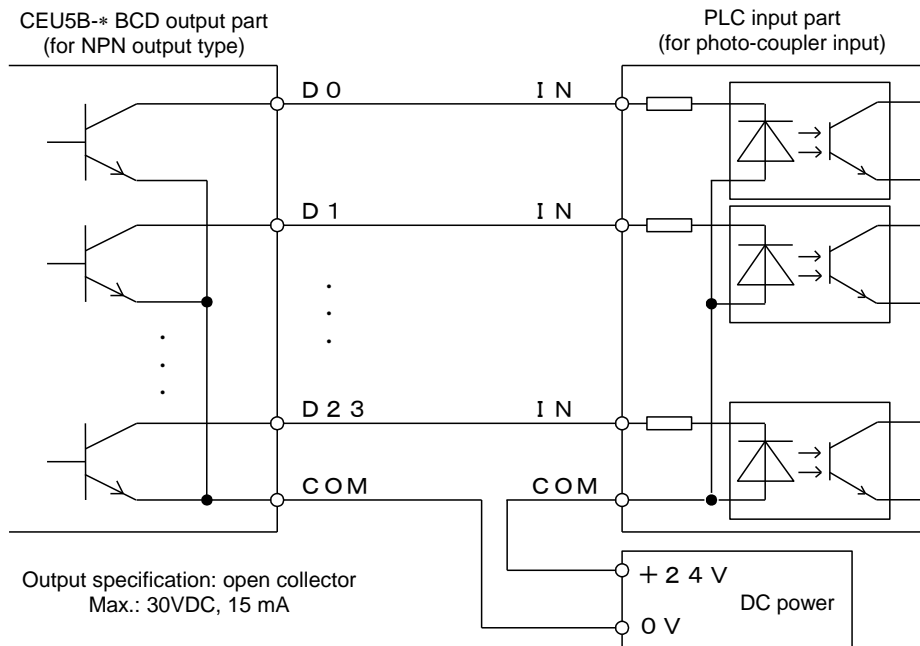 CEU5B-* BCD output part
(for NPN output type)
PLC input part
(for photo-coupler input)
D0
IN
D1
IN
D23
IN
COM
COM
Output specification: open collector
Max.: 30VDC, 15 mA
+24V
DC power
0V